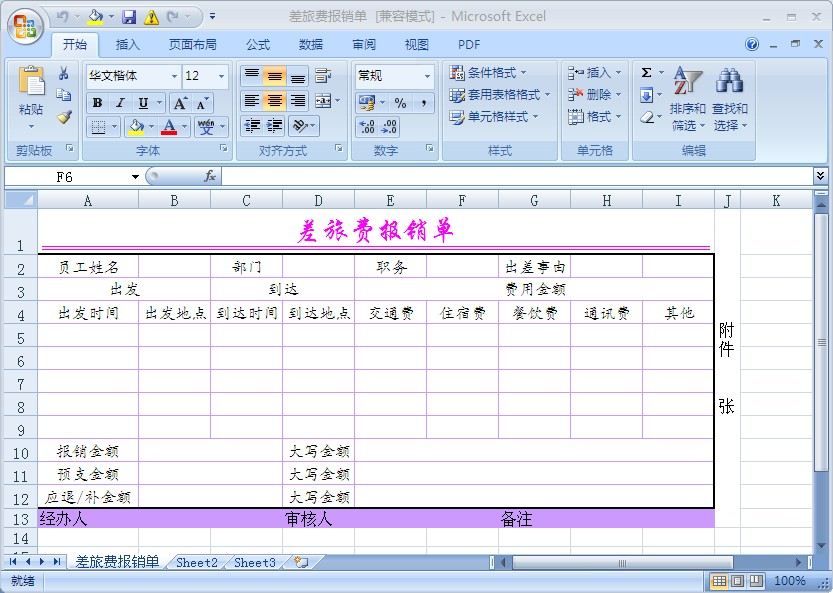 差旅费报销单 [兼容模式] - Microsoft Excel
开始 插入 页面布局 公式 数据 审阅 视图 PDF
华文楷体 12 常规 条件格式 插入 Σ
粘贴 B I U A A % , 套用表格格式 删除 排序和 查找和
A wén 文 .00 .00 单元格样式 格式 筛选 选择
剪贴板 字体 对齐方式 数字 样式 单元格 编辑
F6 fx
A B C D E F G H I J K
1 差旅费报销单
2 员工姓名 部门 职务 出差事由
3 出发 到达 费用金额
4 出发时间 出发地点 到达时间 到达地点 交通费 住宿费 餐饮费 通讯费 其他
5 附
6 件
7
8 张
9
10 报销金额 大写金额
11 预支金额 大写金额
12 应退/补金额 大写金额
13 经办人 审核人 备注
14
差旅费报销单 Sheet2 Sheet3
就绪 100%